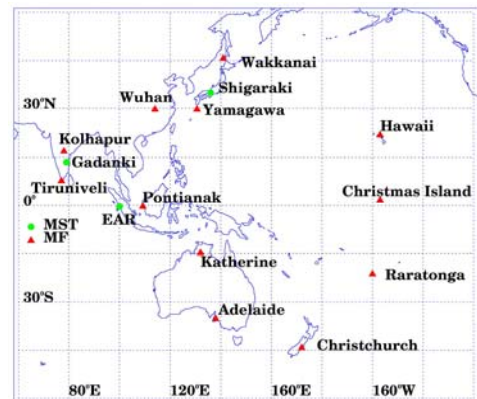 Wakkanai
Shigaraki
Wuhan
30°N
Yamagawa
Hawaii
Kolhapur
Gadanki
Tiruniveli
Pontianak
Christmas Island
0°
EAR
MST
MF
Katherine
Raratonga
30°S
Adelaide
Christchurch
80°E 120°E 160°E 160°W